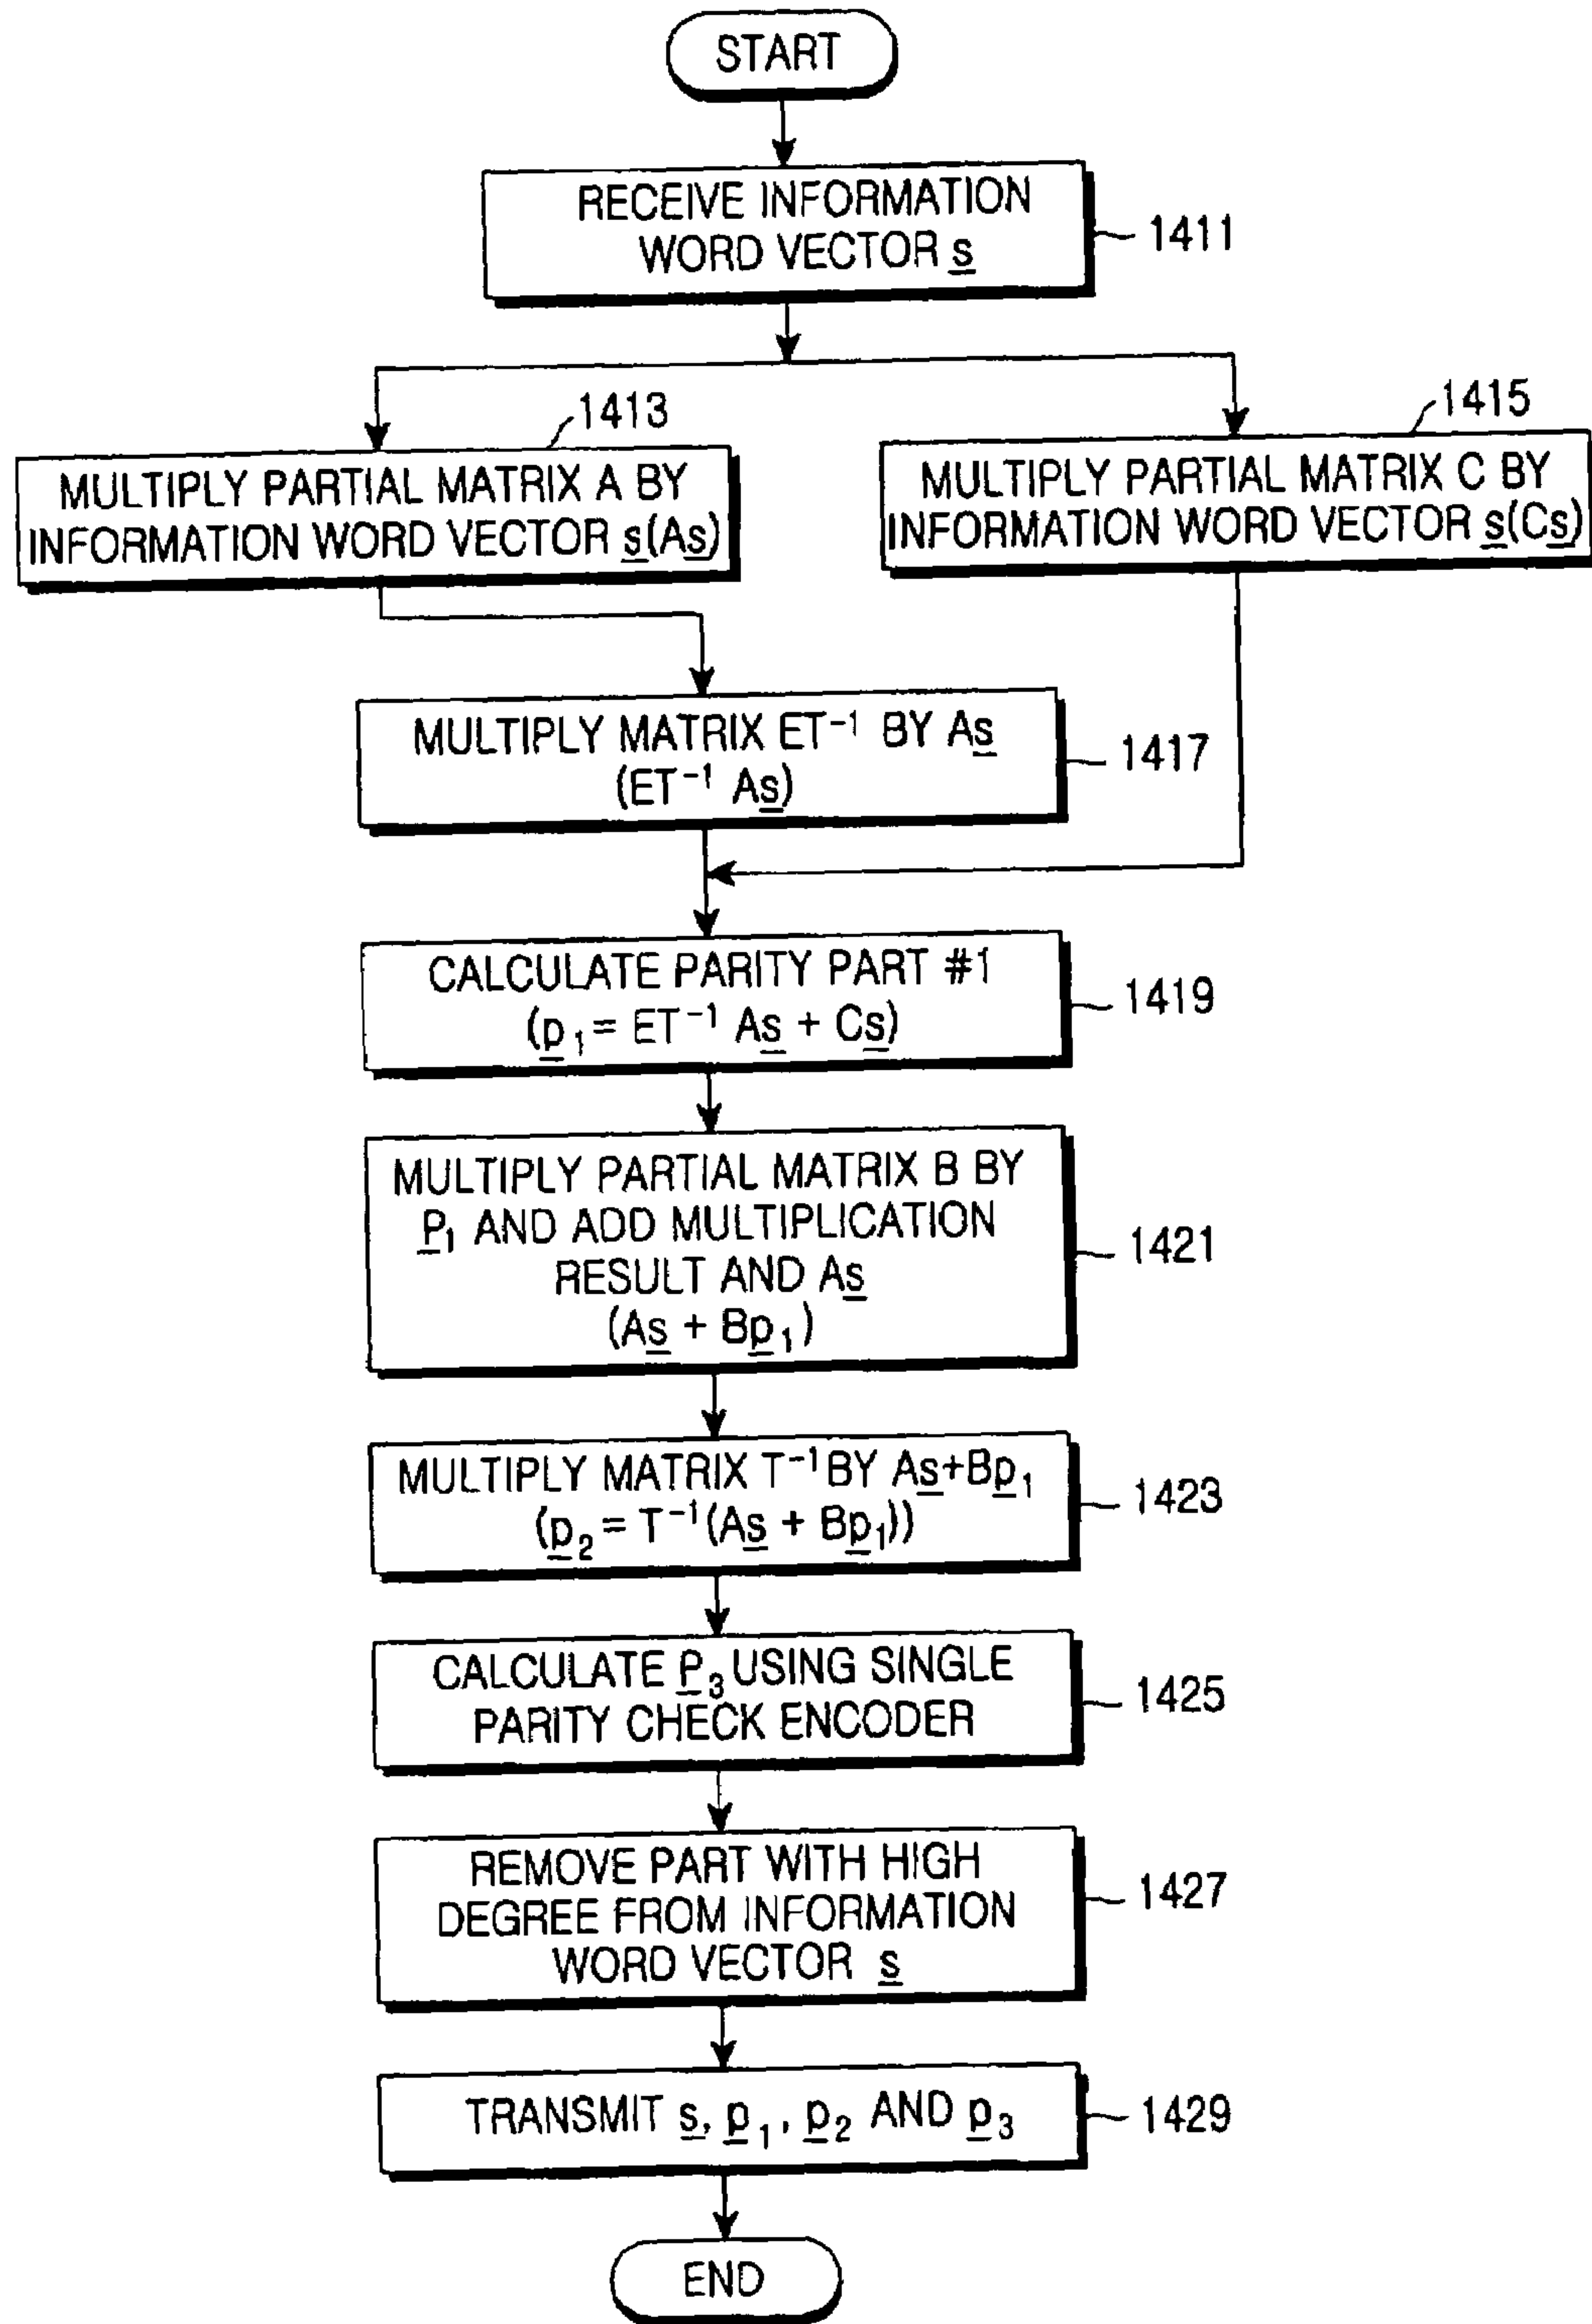 START
RECEIVE INFORMATION
WORD VECTOR s
1411
1413
MULTIPLY PARTIAL MATRIX A BY
INFORMATION WORD VECTOR s(As)
1415
MULTIPLY PARTIAL MATRIX C BY
INFORMATION WORD VECTOR s(Cs)
MULTIPLY MATRIX ET⁻¹ BY As
(ET⁻¹ As)
1417
CALCULATE PARITY PART #1
(p₁ = ET⁻¹ As + Cs)
1419
MULTIPLY PARTIAL MATRIX B BY
P₁ AND ADD MULTIPLICATION
RESULT AND As
(As + Bp₁)
1421
MULTIPLY MATRIX T⁻¹ BY As+Bp₁
(p₂ = T⁻¹(As + Bp₁))
1423
CALCULATE P₃ USING SINGLE
PARITY CHECK ENCODER
1425
REMOVE PART WITH HIGH
DEGREE FROM INFORMATION
WORD VECTOR s
1427
TRANSMIT s, p₁, p₂ AND p₃
1429
END